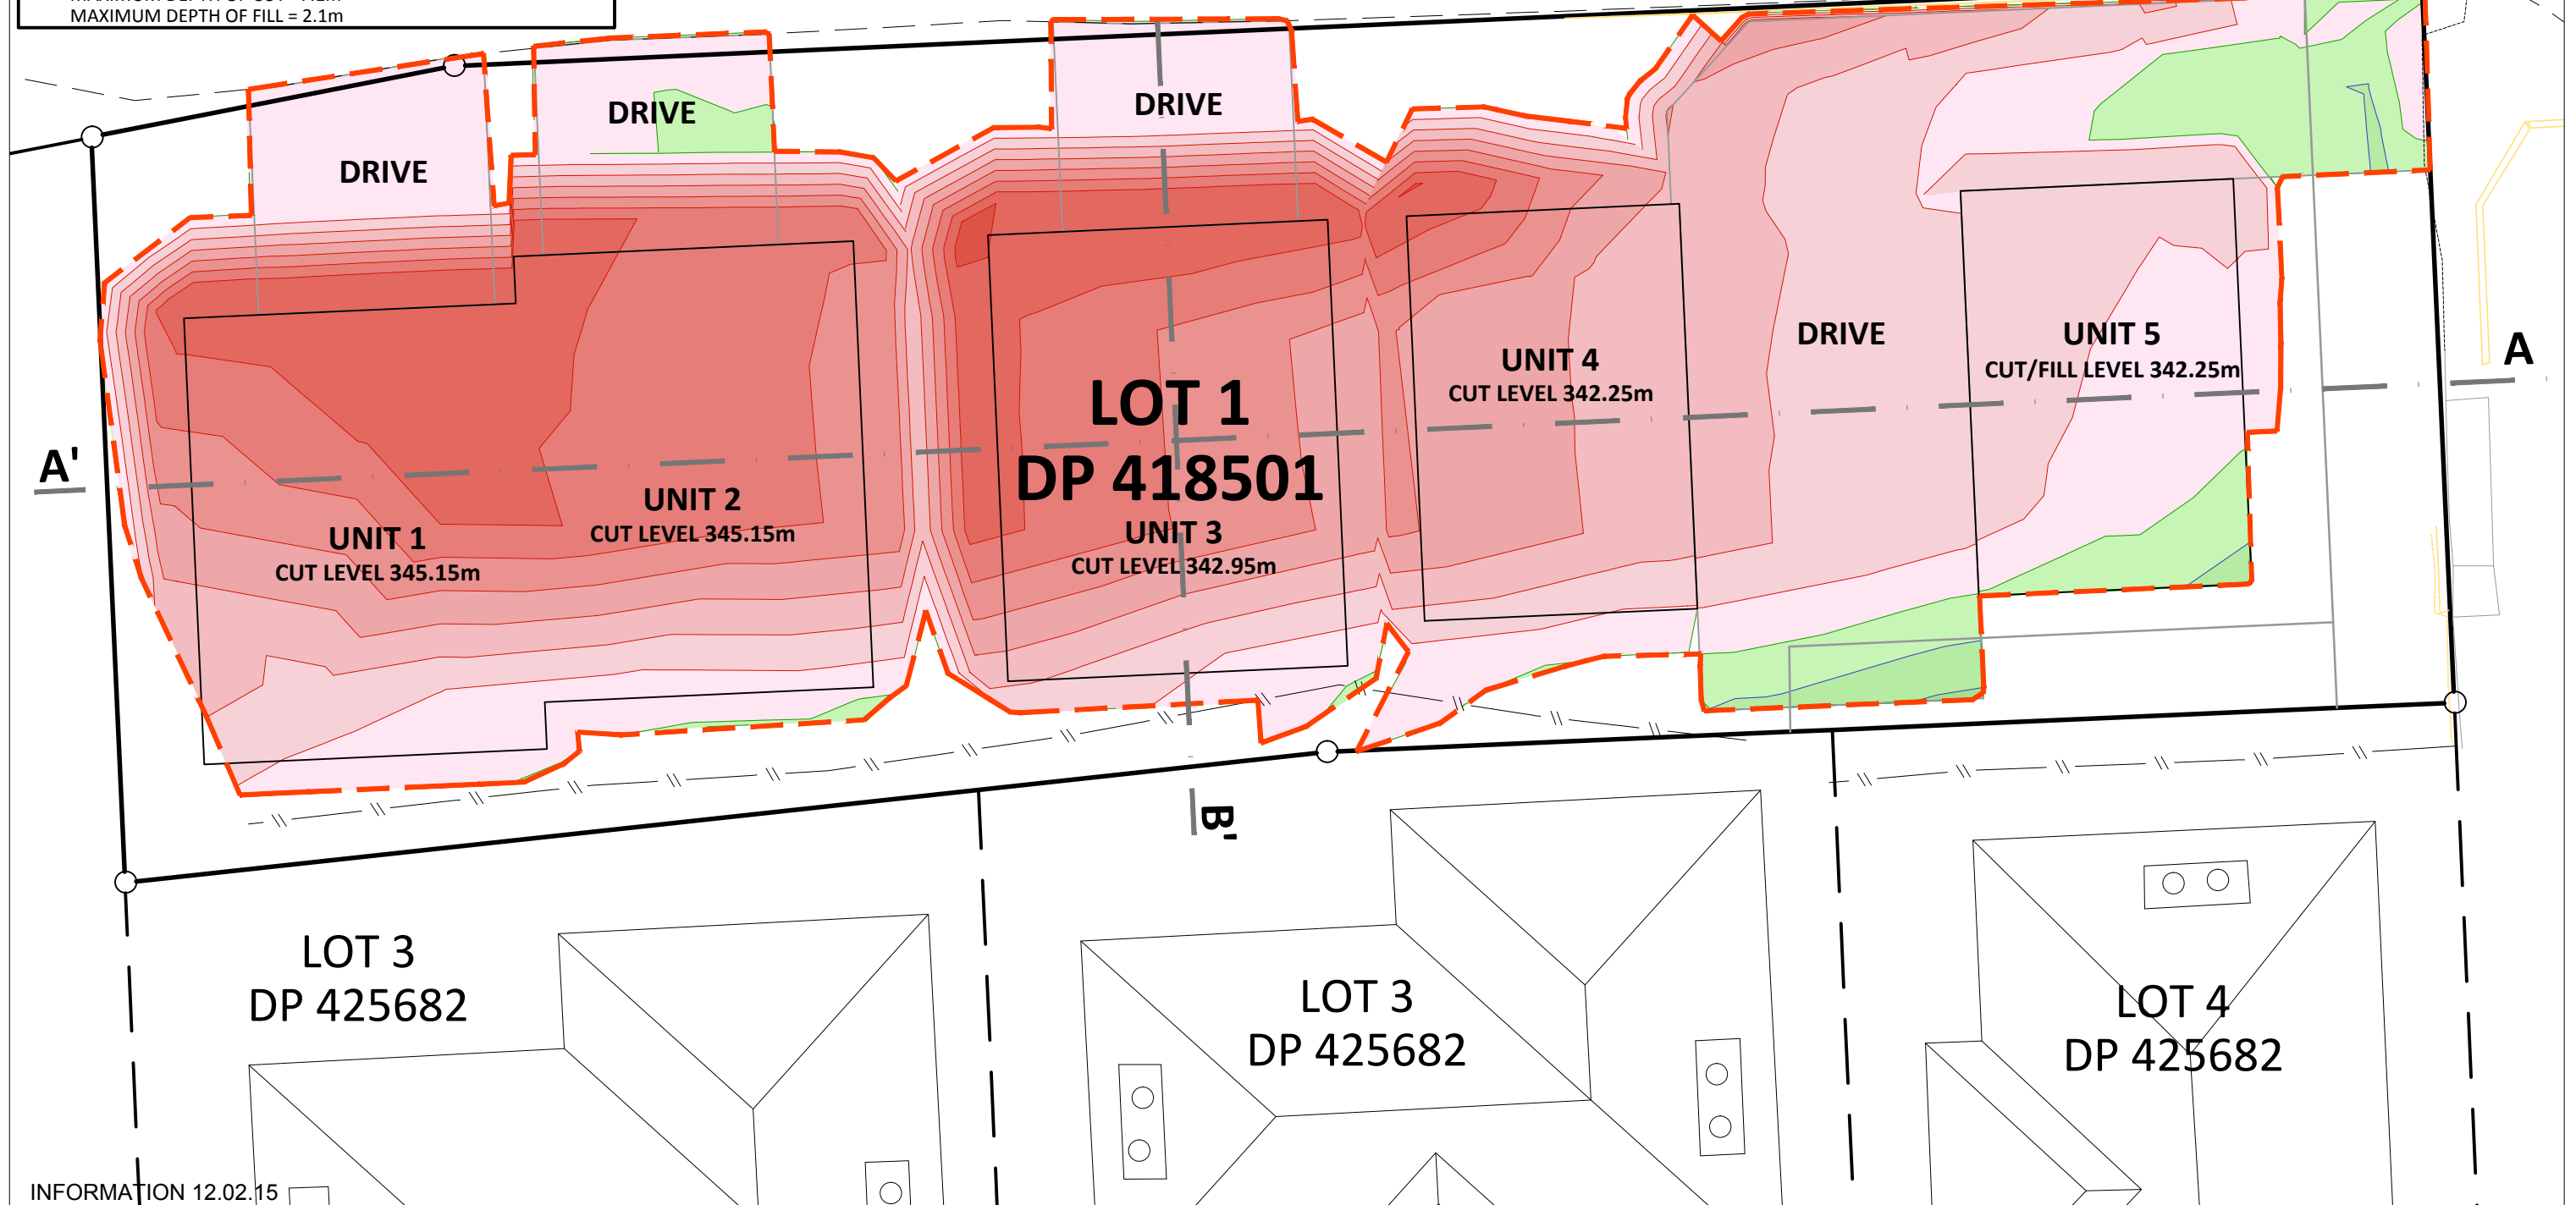 MAXIMUM DEPTH OF FILL = 2.1m
DRIVE
DRIVE
DRIVE
DRIVE
UNIT 5
CUT/FILL LEVEL 342.25m
A
UNIT 4
CUT LEVEL 342.25m
LOT 1
DP 418501
A'
UNIT 2
CUT LEVEL 345.15m
UNIT 3
CUT LEVEL 342.95m
UNIT 1
CUT LEVEL 345.15m
B'
LOT 3
DP 425682
LOT 3
DP 425682
LOT 4
DP 425682
INFORMATION 12.02.15